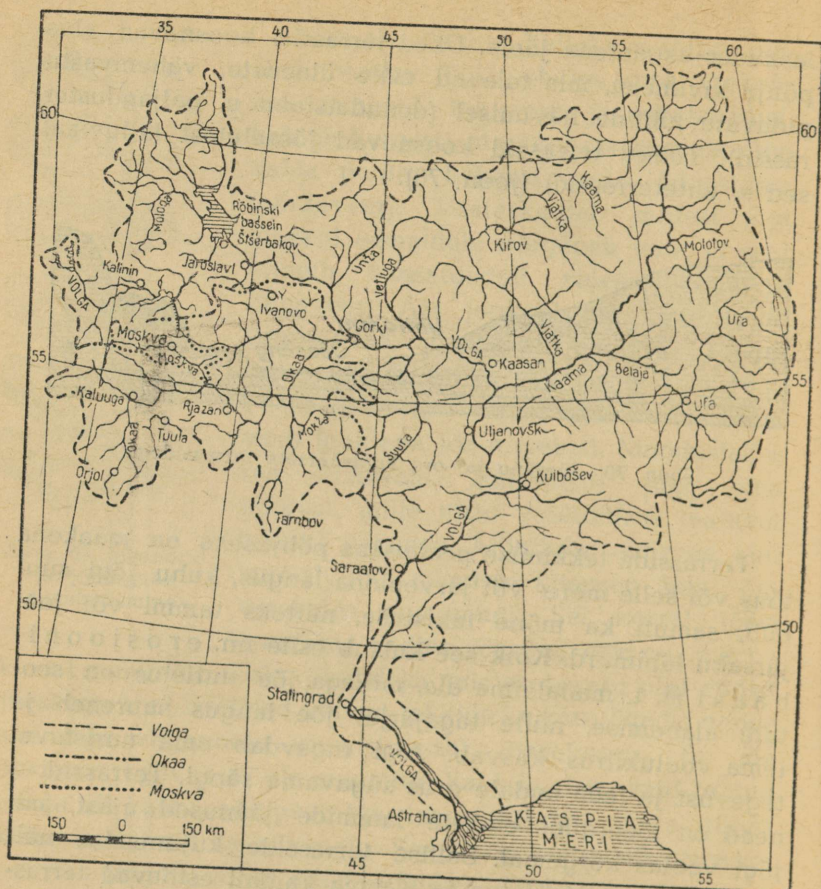 35
40
45
50
55
60
60
60
Mologa
Rõbinski
bassein
Štšerbakov
Unža
Vetluga
Vjatka
Kaama
Kirov
Molotov
VOLGA
Kalinin
Jaroslavl
Ivanovo
Gorki
Ufa
Moskva
Moskva
55
Okaa
VOLGA
Kaasan
Vjatka
Kaama
Belaja
55
Kaluuga
Rjazan
Ufa
Okaa
Tuula
Mokša
Suura
Uljanovsk
Orjol
Kuibõšev
Tambov
VOLGA
Saraatov
50
50
Stalingrad
Volga
Okaa
Moskva
VOLGA
150 0 150 km
Astrahan
KASPIA
MERI
45
50
55